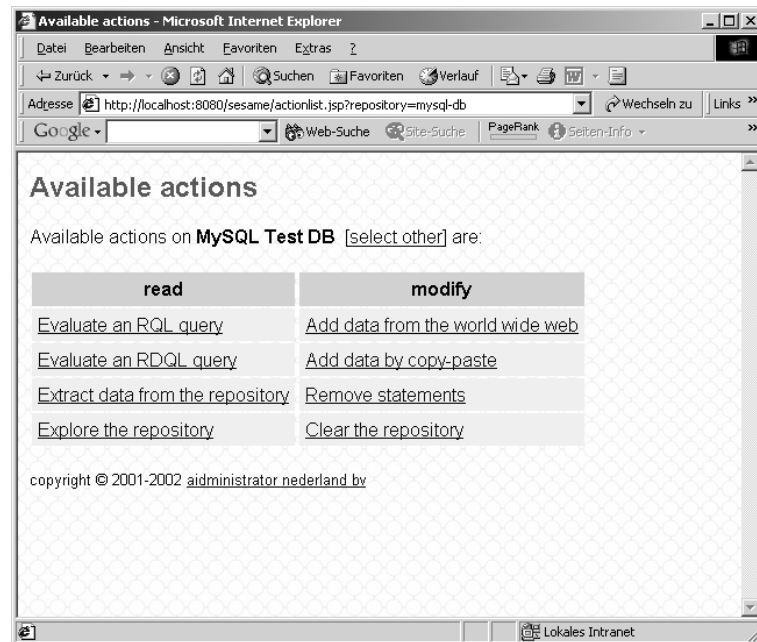 Available actions - Microsoft Internet Explorer
Datei Bearbeiten Ansicht Favoriten Extras ?
Zurück Suchen Favoriten Verlauf
Adresse http://localhost:8080/sesame/actionlist.jsp?repository=mysql-db Wechseln zu Links »
Google Web-Suche Site-Suche PageRank Seiten-Info »
Available actions
Available actions on MySQL Test DB [select other] are:
read modify
Evaluate an RQL query Add data from the world wide web
Evaluate an RDQL query Add data by copy-paste
Extract data from the repository Remove statements
Explore the repository Clear the repository
copyright © 2001-2002 aidministrator nederland bv
Lokales Intranet